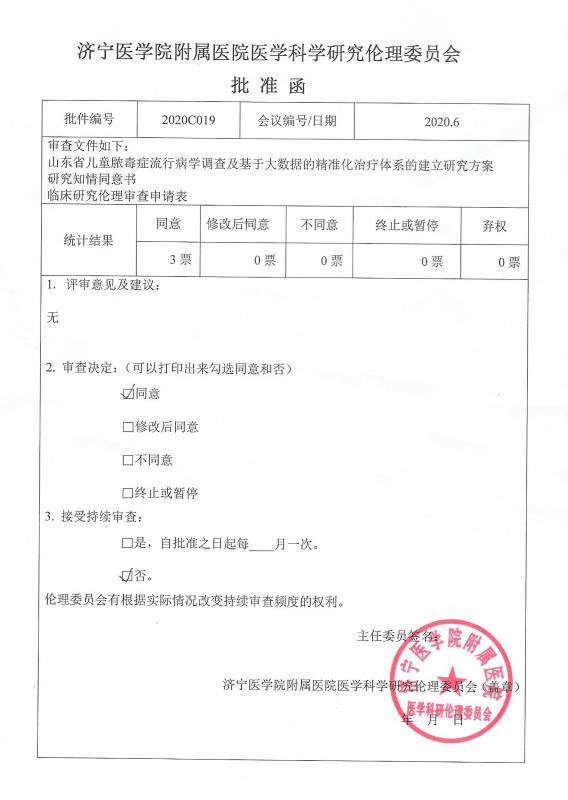 济宁医学院附属医院医学科学研究伦理委员会
批 准 函
批件编号 2020C019 会议编号/日期 2020.6
审查文件如下：
山东省儿童脓毒症流行病学调查及基于大数据的精准化治疗体系的建立研究方案
研究知情同意书
临床研究伦理审查申请表
统计结果 同意 修改后同意 不同意 终止或暂停 弃权
3 票 0 票 0 票 0 票 0 票
1. 评审意见及建议：
无
2. 审查决定：（可以打印出来勾选同意和否）
☑同意
□修改后同意
□不同意
□终止或暂停
3. 接受持续审查：
□是，自批准之日起每____月一次。
☑否。
伦理委员会有根据实际情况改变持续审查频度的权利。
主任委员签名：
济宁医学院附属医院医学科学研究伦理委员会（盖章）
年 月 日
济宁医学院附属医院
医学科研伦理委员会